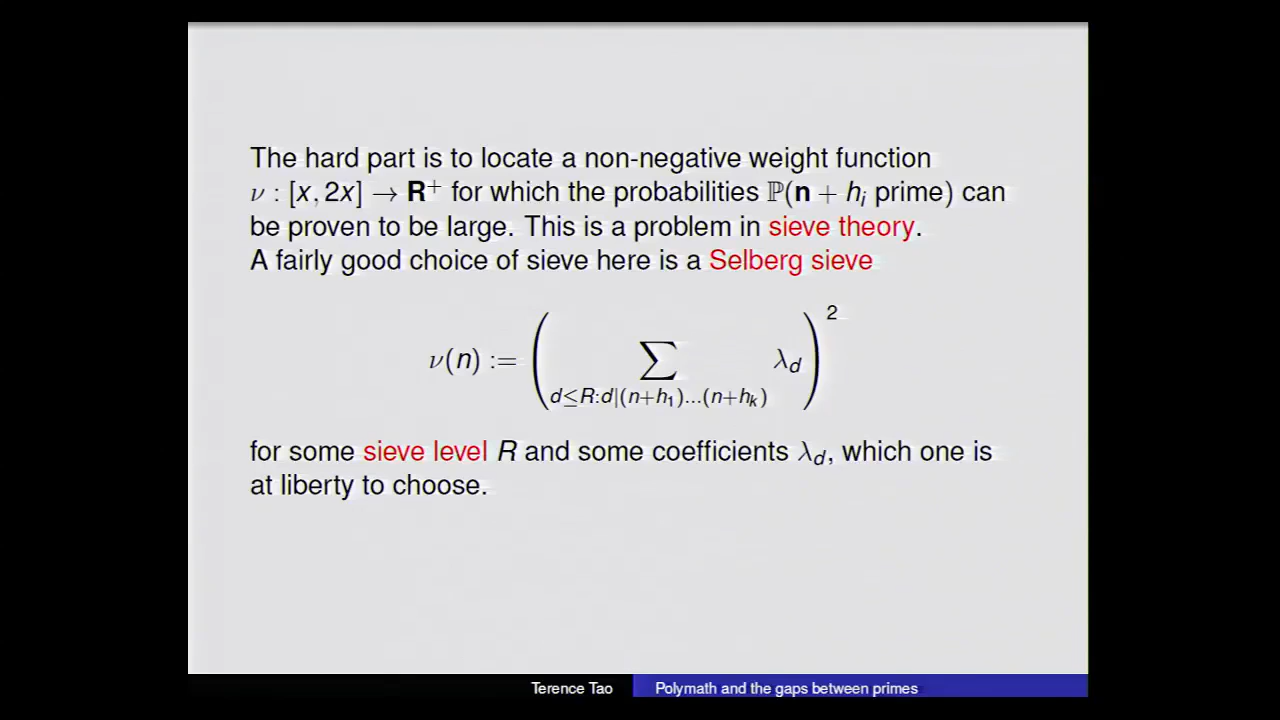 The hard part is to locate a non-negative weight function
ν : [x, 2x] → R⁺ for which the probabilities ℙ(n + hᵢ prime) can
be proven to be large. This is a problem in sieve theory.
A fairly good choice of sieve here is a Selberg sieve
ν(n) := ( ∑_{d≤R:d|(n+h₁)...(n+hₖ)} λ_d )²
for some sieve level R and some coefficients λ_d, which one is
at liberty to choose.
Terence Tao Polymath and the gaps between primes